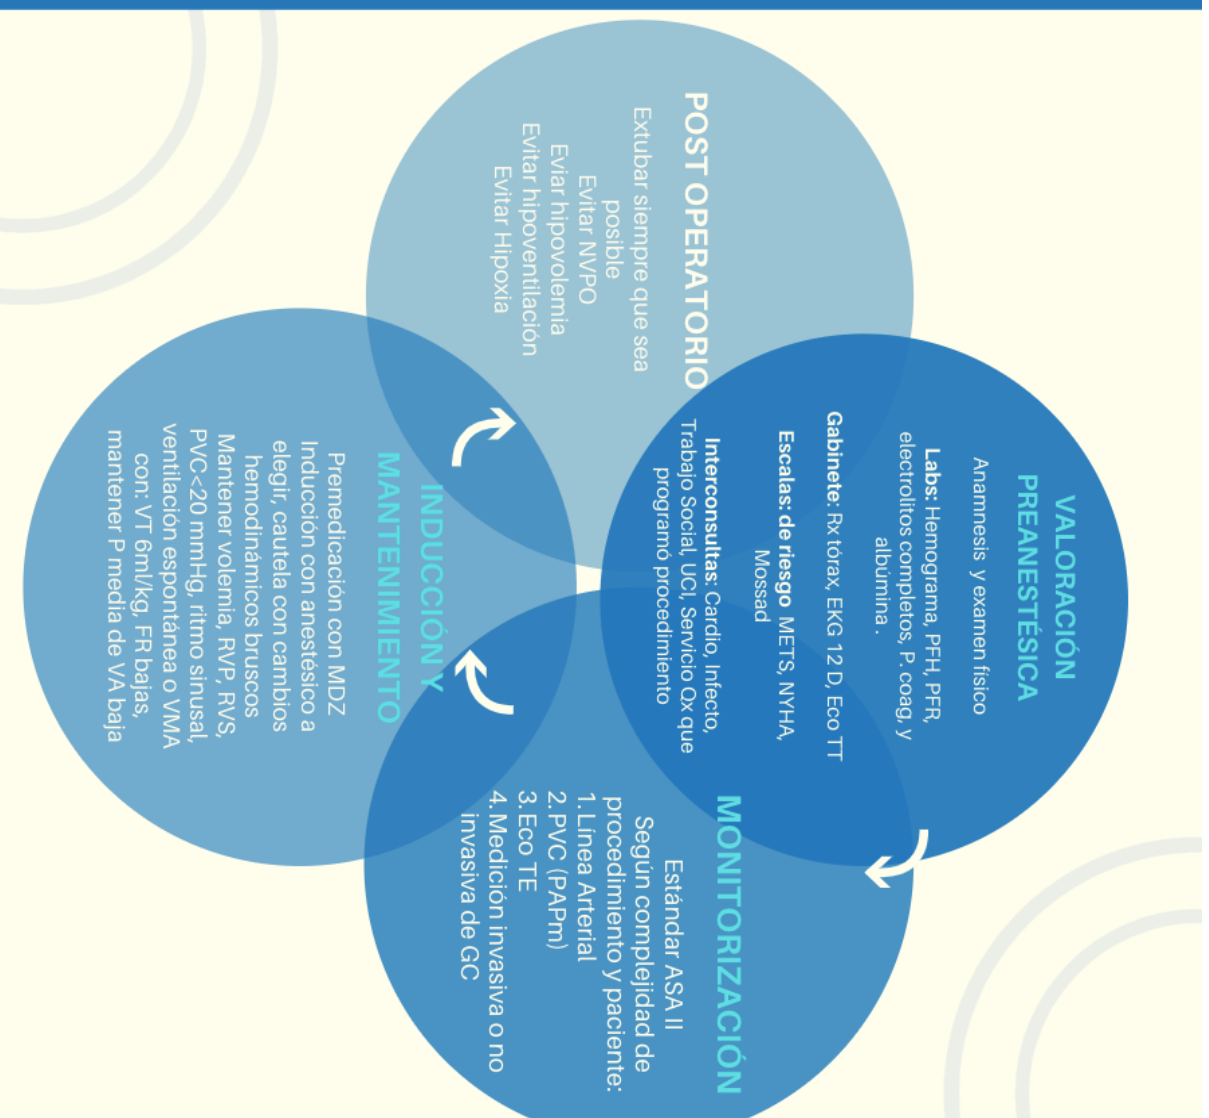 VALORACIÓN
PREANESTÉSICA
Anamnesis y examen físico
Labs: Hemograma, PFH, PFR,
electrolitos completos, P. coag, y
albúmina .
Gabinete: Rx tórax, EKG 12 D, Eco TT
Escalas: de riesgo METS, NYHA,
Mossad
Interconsultas: Cardio, Infecto,
Trabajo Social, UCI, Servicio Qx que
programó procedimiento
MONITORIZACIÓN
Estándar ASA II
Según complejidad de
procedimiento y paciente:
1. Línea Arterial
2. PVC (PAPm)
3. Eco TE
4. Medición invasiva o no
invasiva de GC
INDUCCIÓN Y
MANTENIMIENTO
Premedicación con MDZ
Inducción con anestésico a
elegir, cautela con cambios
hemodinámicos bruscos
Mantener volemia, RVP, RVS,
PVC<20 mmHg, ritmo sinusal,
ventilación espontánea o VMA
con: VT 6ml/kg, FR bajas,
mantener P media de VA baja
POST OPERATORIO
Extubar siempre que sea
posible
Evitar NVPO
Eviar hipovolemia
Evitar hipoventilación
Evitar Hipoxia